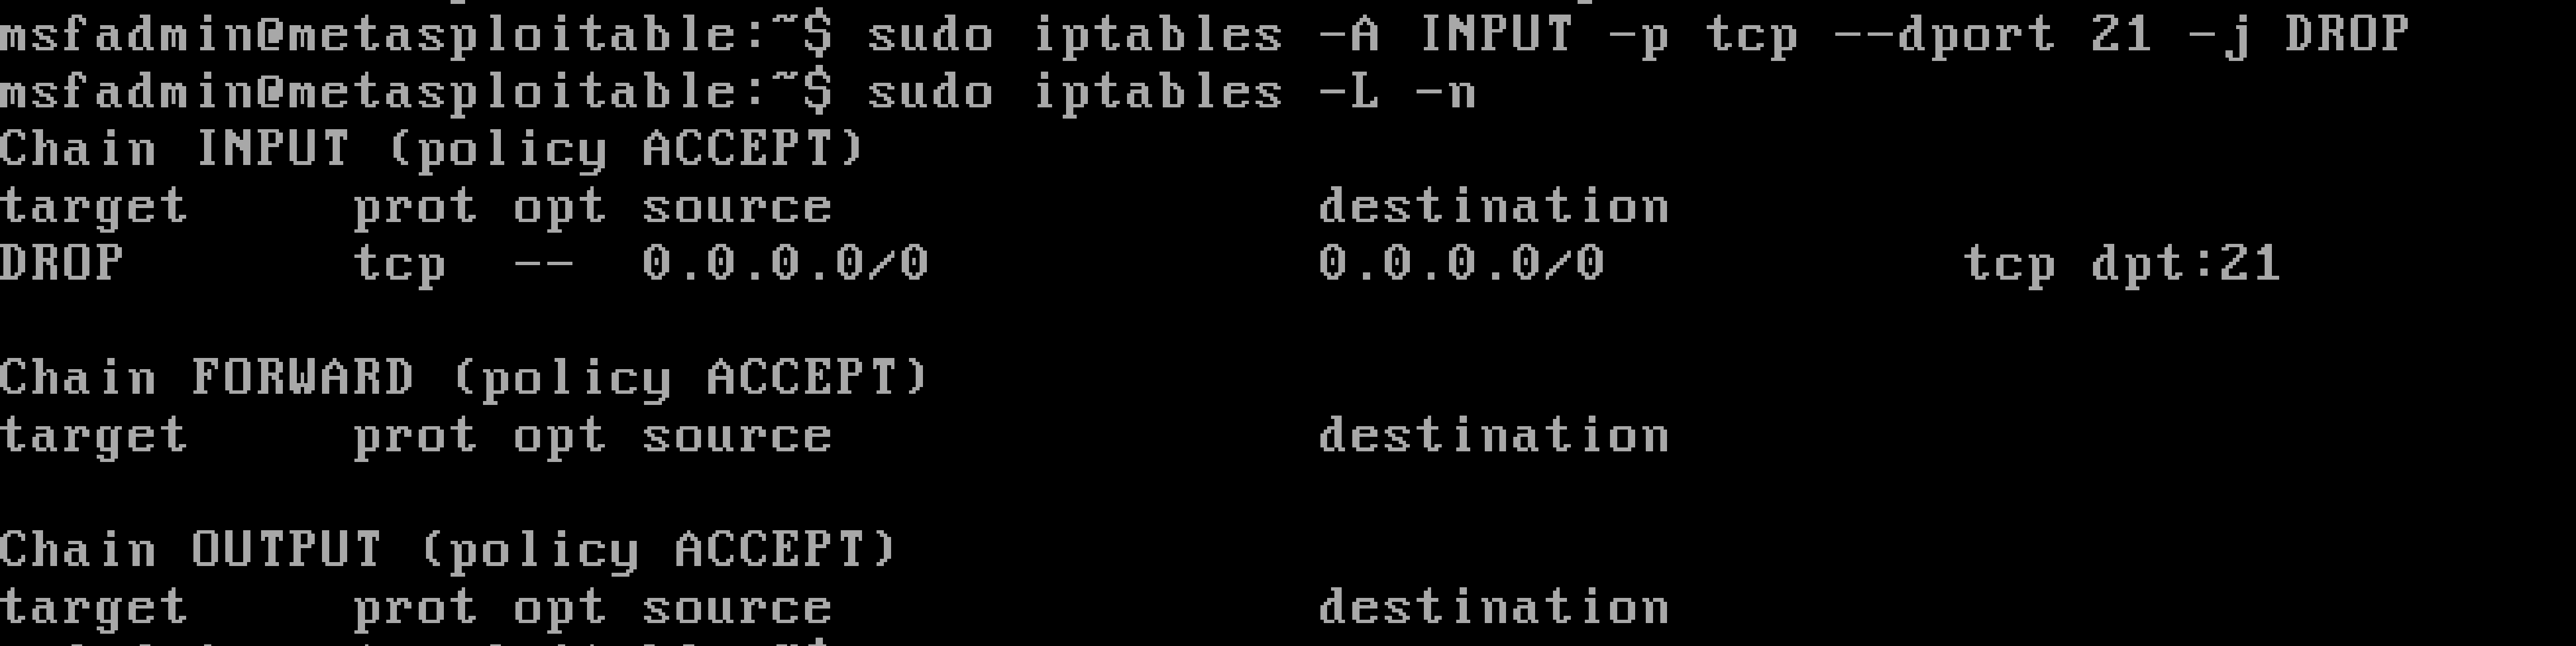 msfadmin@metasploitable:~$ sudo iptables -A INPUT -p tcp --dport 21 -j DROP
msfadmin@metasploitable:~$ sudo iptables -L -n
Chain INPUT (policy ACCEPT)
target     prot opt source               destination
DROP       tcp  --  0.0.0.0/0            0.0.0.0/0           tcp dpt:21
Chain FORWARD (policy ACCEPT)
target     prot opt source               destination
Chain OUTPUT (policy ACCEPT)
target     prot opt source               destination